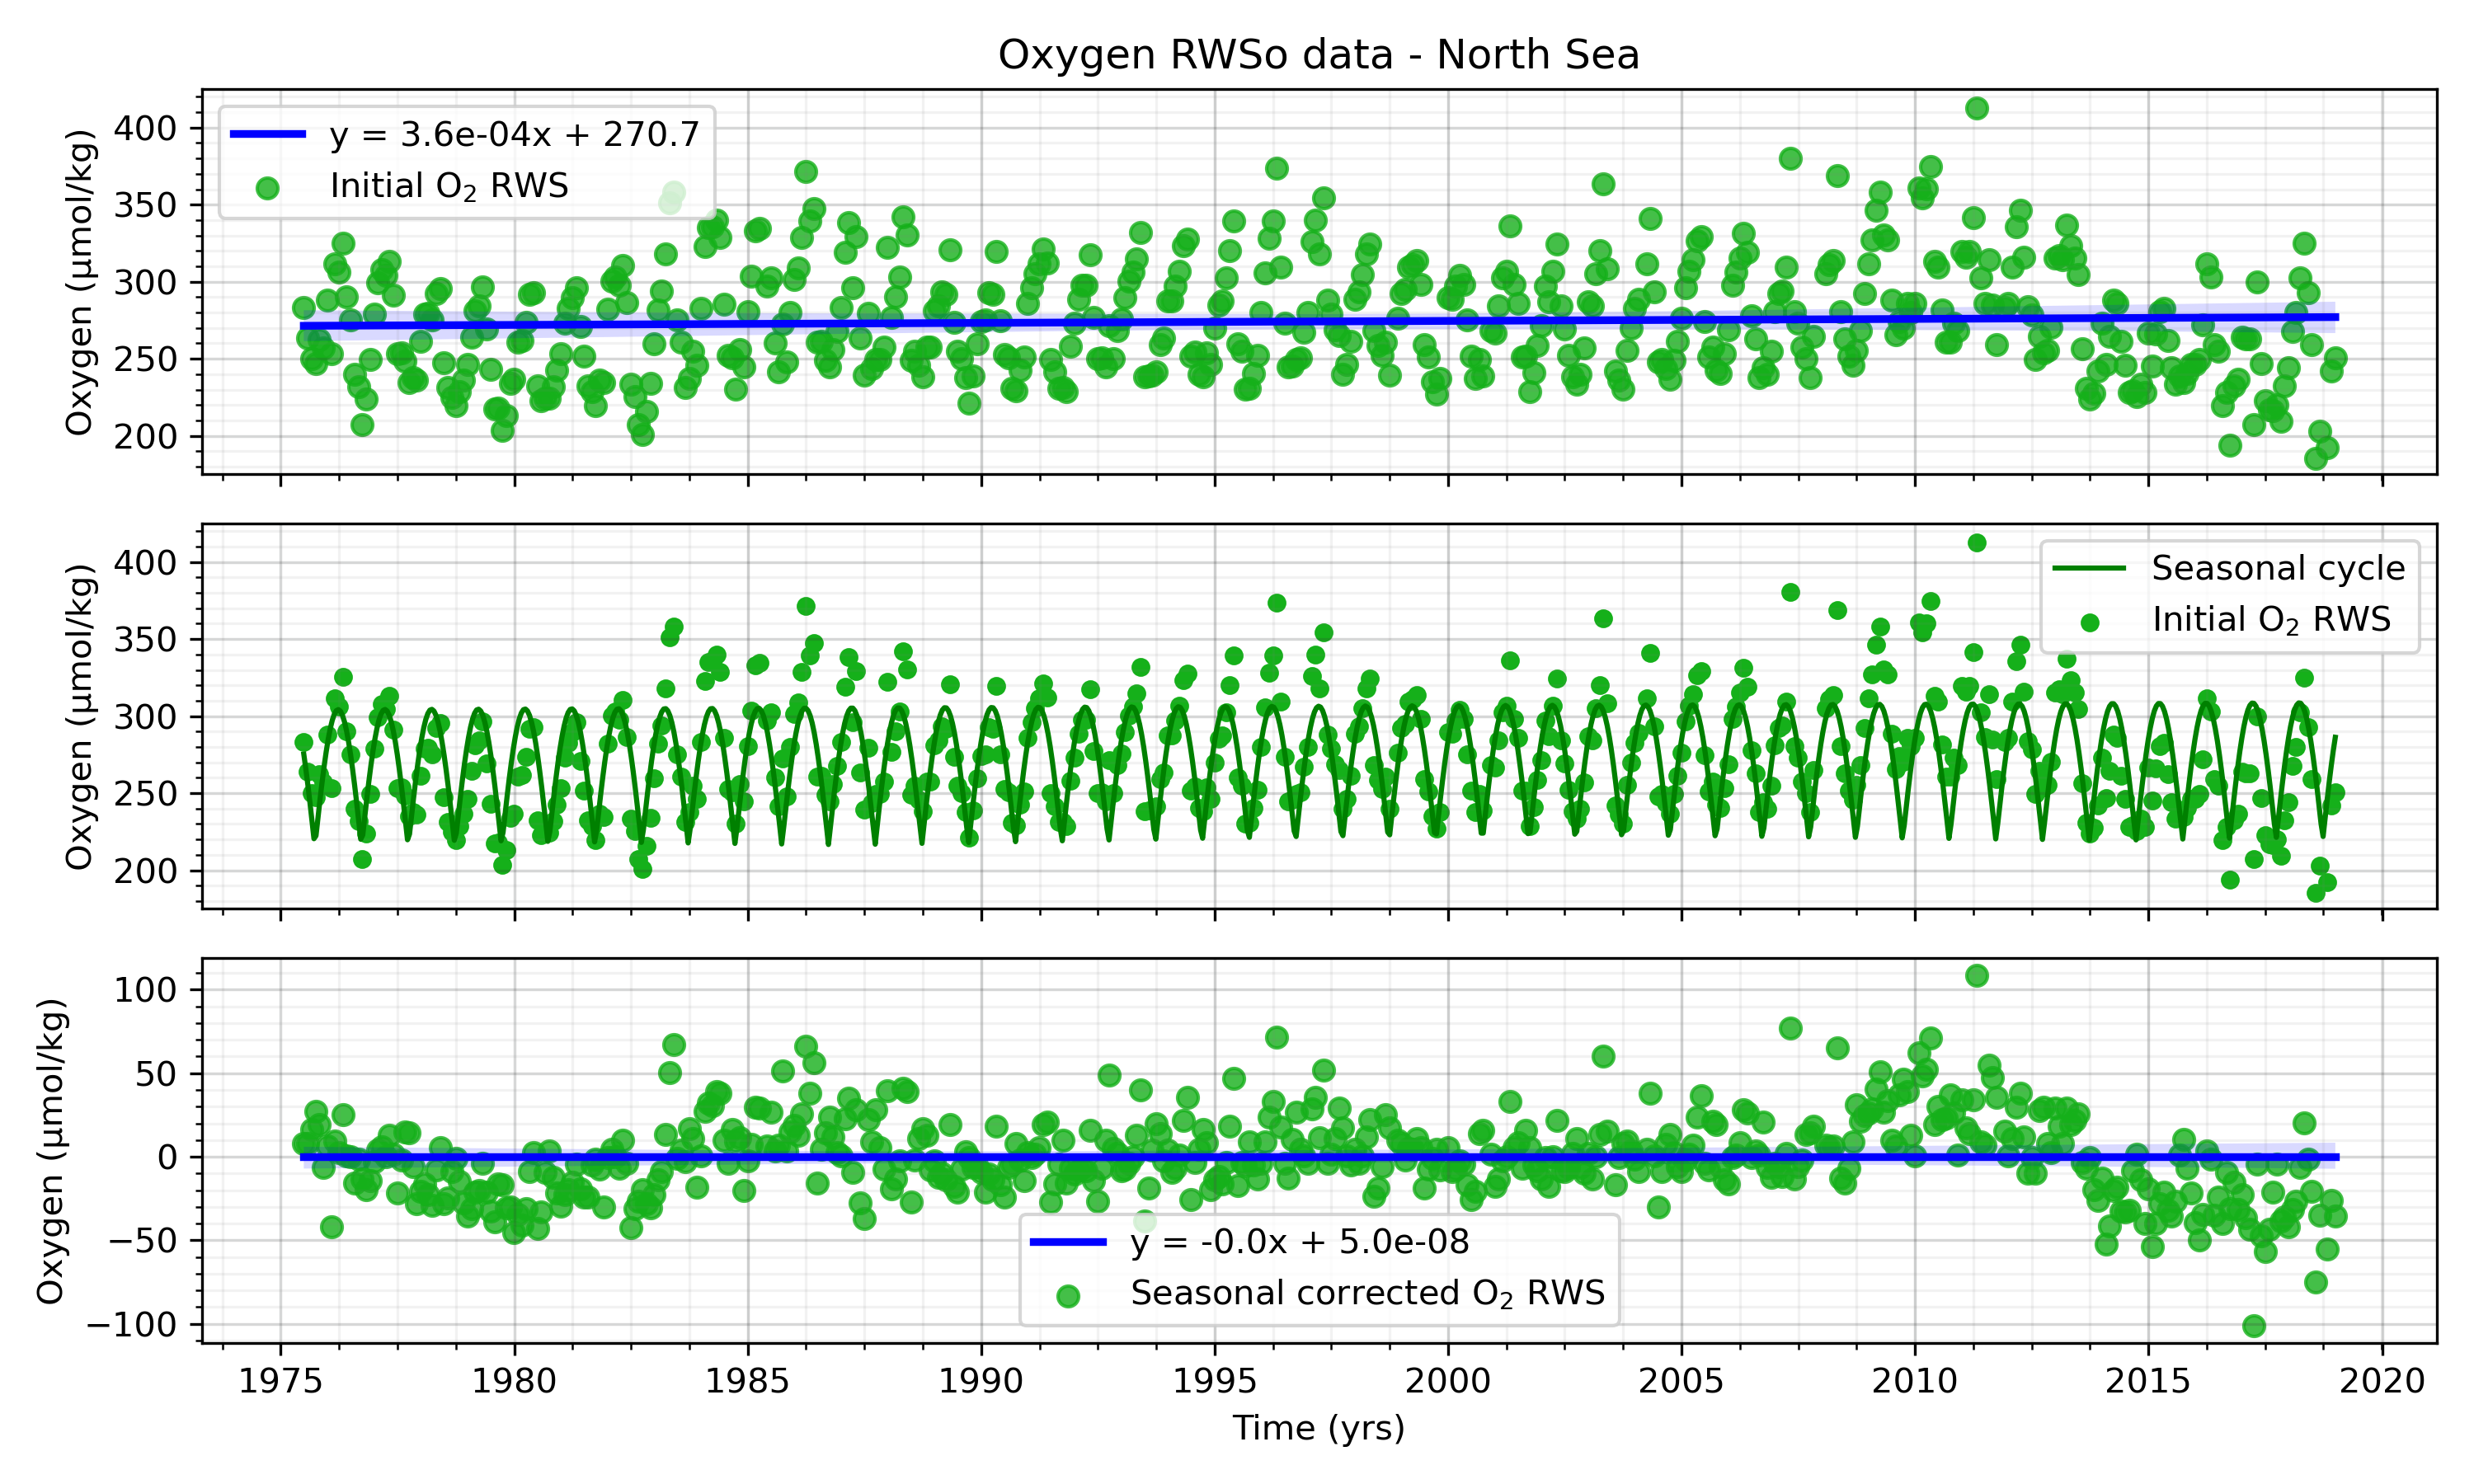 Oxygen RWSo data - North Sea
Oxygen (µmol/kg)
400
350
300
250
200
y = 3.6e-04x + 270.7
Initial O₂ RWS
Oxygen (µmol/kg)
400
350
300
250
200
Seasonal cycle
Initial O₂ RWS
Oxygen (µmol/kg)
100
50
0
−50
−100
y = -0.0x + 5.0e-08
Seasonal corrected O₂ RWS
1975 1980 1985 1990 1995 2000 2005 2010 2015 2020
Time (yrs)